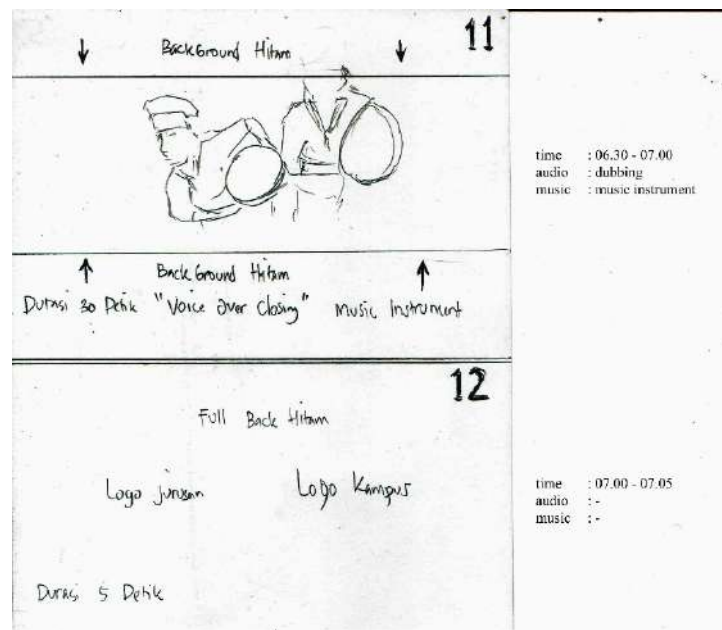 11
Background Hitam
time : 06.30 - 07.00
audio : dubbing
music : music instrument
Background Hitam
Durasi 30 Detik "Voice Over Closing" Music Instrument
12
Full Back Hitam
Logo Jurusan Logo Kampus
time : 07.00 - 07.05
audio : -
music : -
Durasi 5 Detik